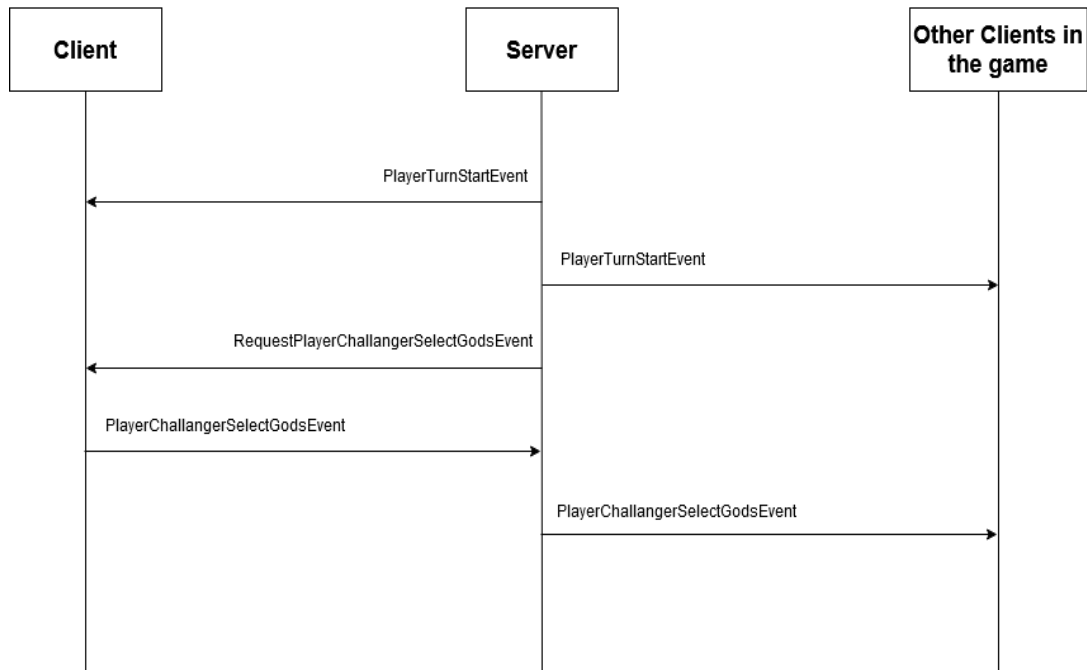 Client
Server
Other Clients in
the game
PlayerTurnStartEvent
PlayerTurnStartEvent
RequestPlayerChallangerSelectGodsEvent
PlayerChallangerSelectGodsEvent
PlayerChallangerSelectGodsEvent